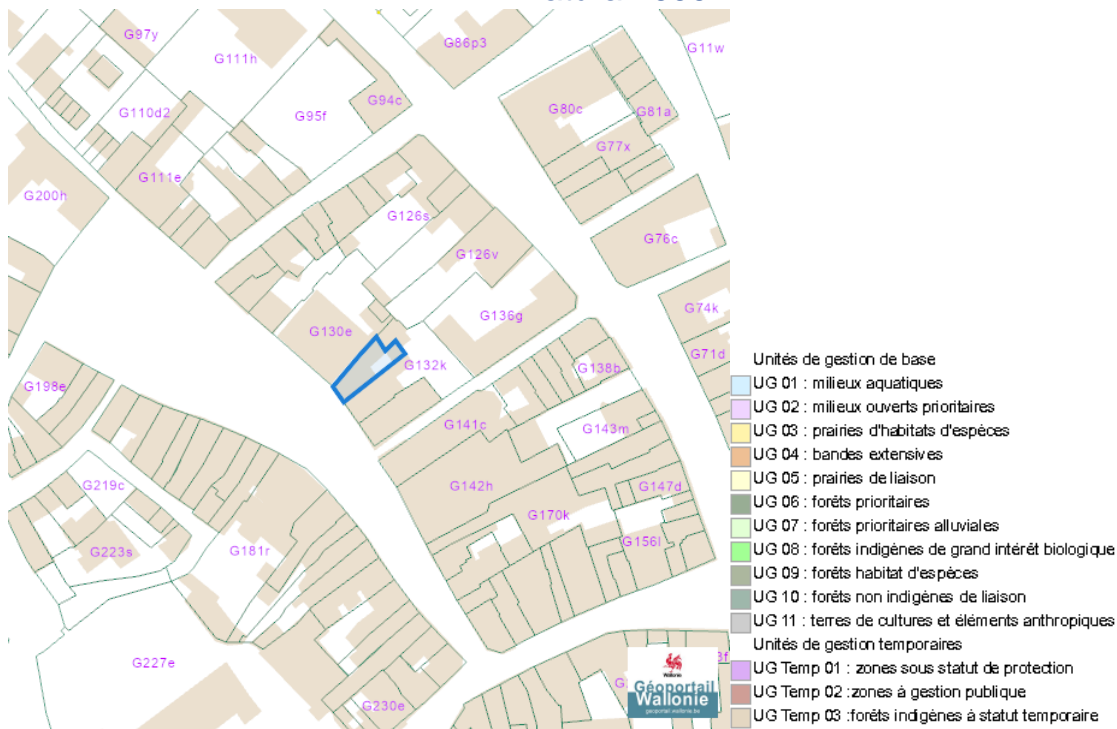 G97y
G111h
G86p3
G11w
G94c
G110d2
G95f
G80c
G81a
G77x
G111e
G200h
G126s
G76c
G126v
G136g
G74k
G130e
G132k
G71d
G138b
G198e
G141c
G143m
G142h
G147d
G219c
G170k
G223s
G181r
G156l
G227e
G230e
Wallonie
Géoportail
Wallonie
geoportail.wallonie.be
Unités de gestion de base
UG 01 : milieux aquatiques
UG 02 : milieux ouverts prioritaires
UG 03 : prairies d'habitats d'espèces
UG 04 : bandes extensives
UG 05 : prairies de liaison
UG 06 : forêts prioritaires
UG 07 : forêts prioritaires alluviales
UG 08 : forêts indigènes de grand intérêt biologique
UG 09 : forêts habitat d'espèces
UG 10 : forêts non indigènes de liaison
UG 11 : terres de cultures et éléments anthropiques
Unités de gestion temporaires
UG Temp 01 : zones sous statut de protection
UG Temp 02 :zones à gestion publique
UG Temp 03 :forêts indigènes à statut temporaire